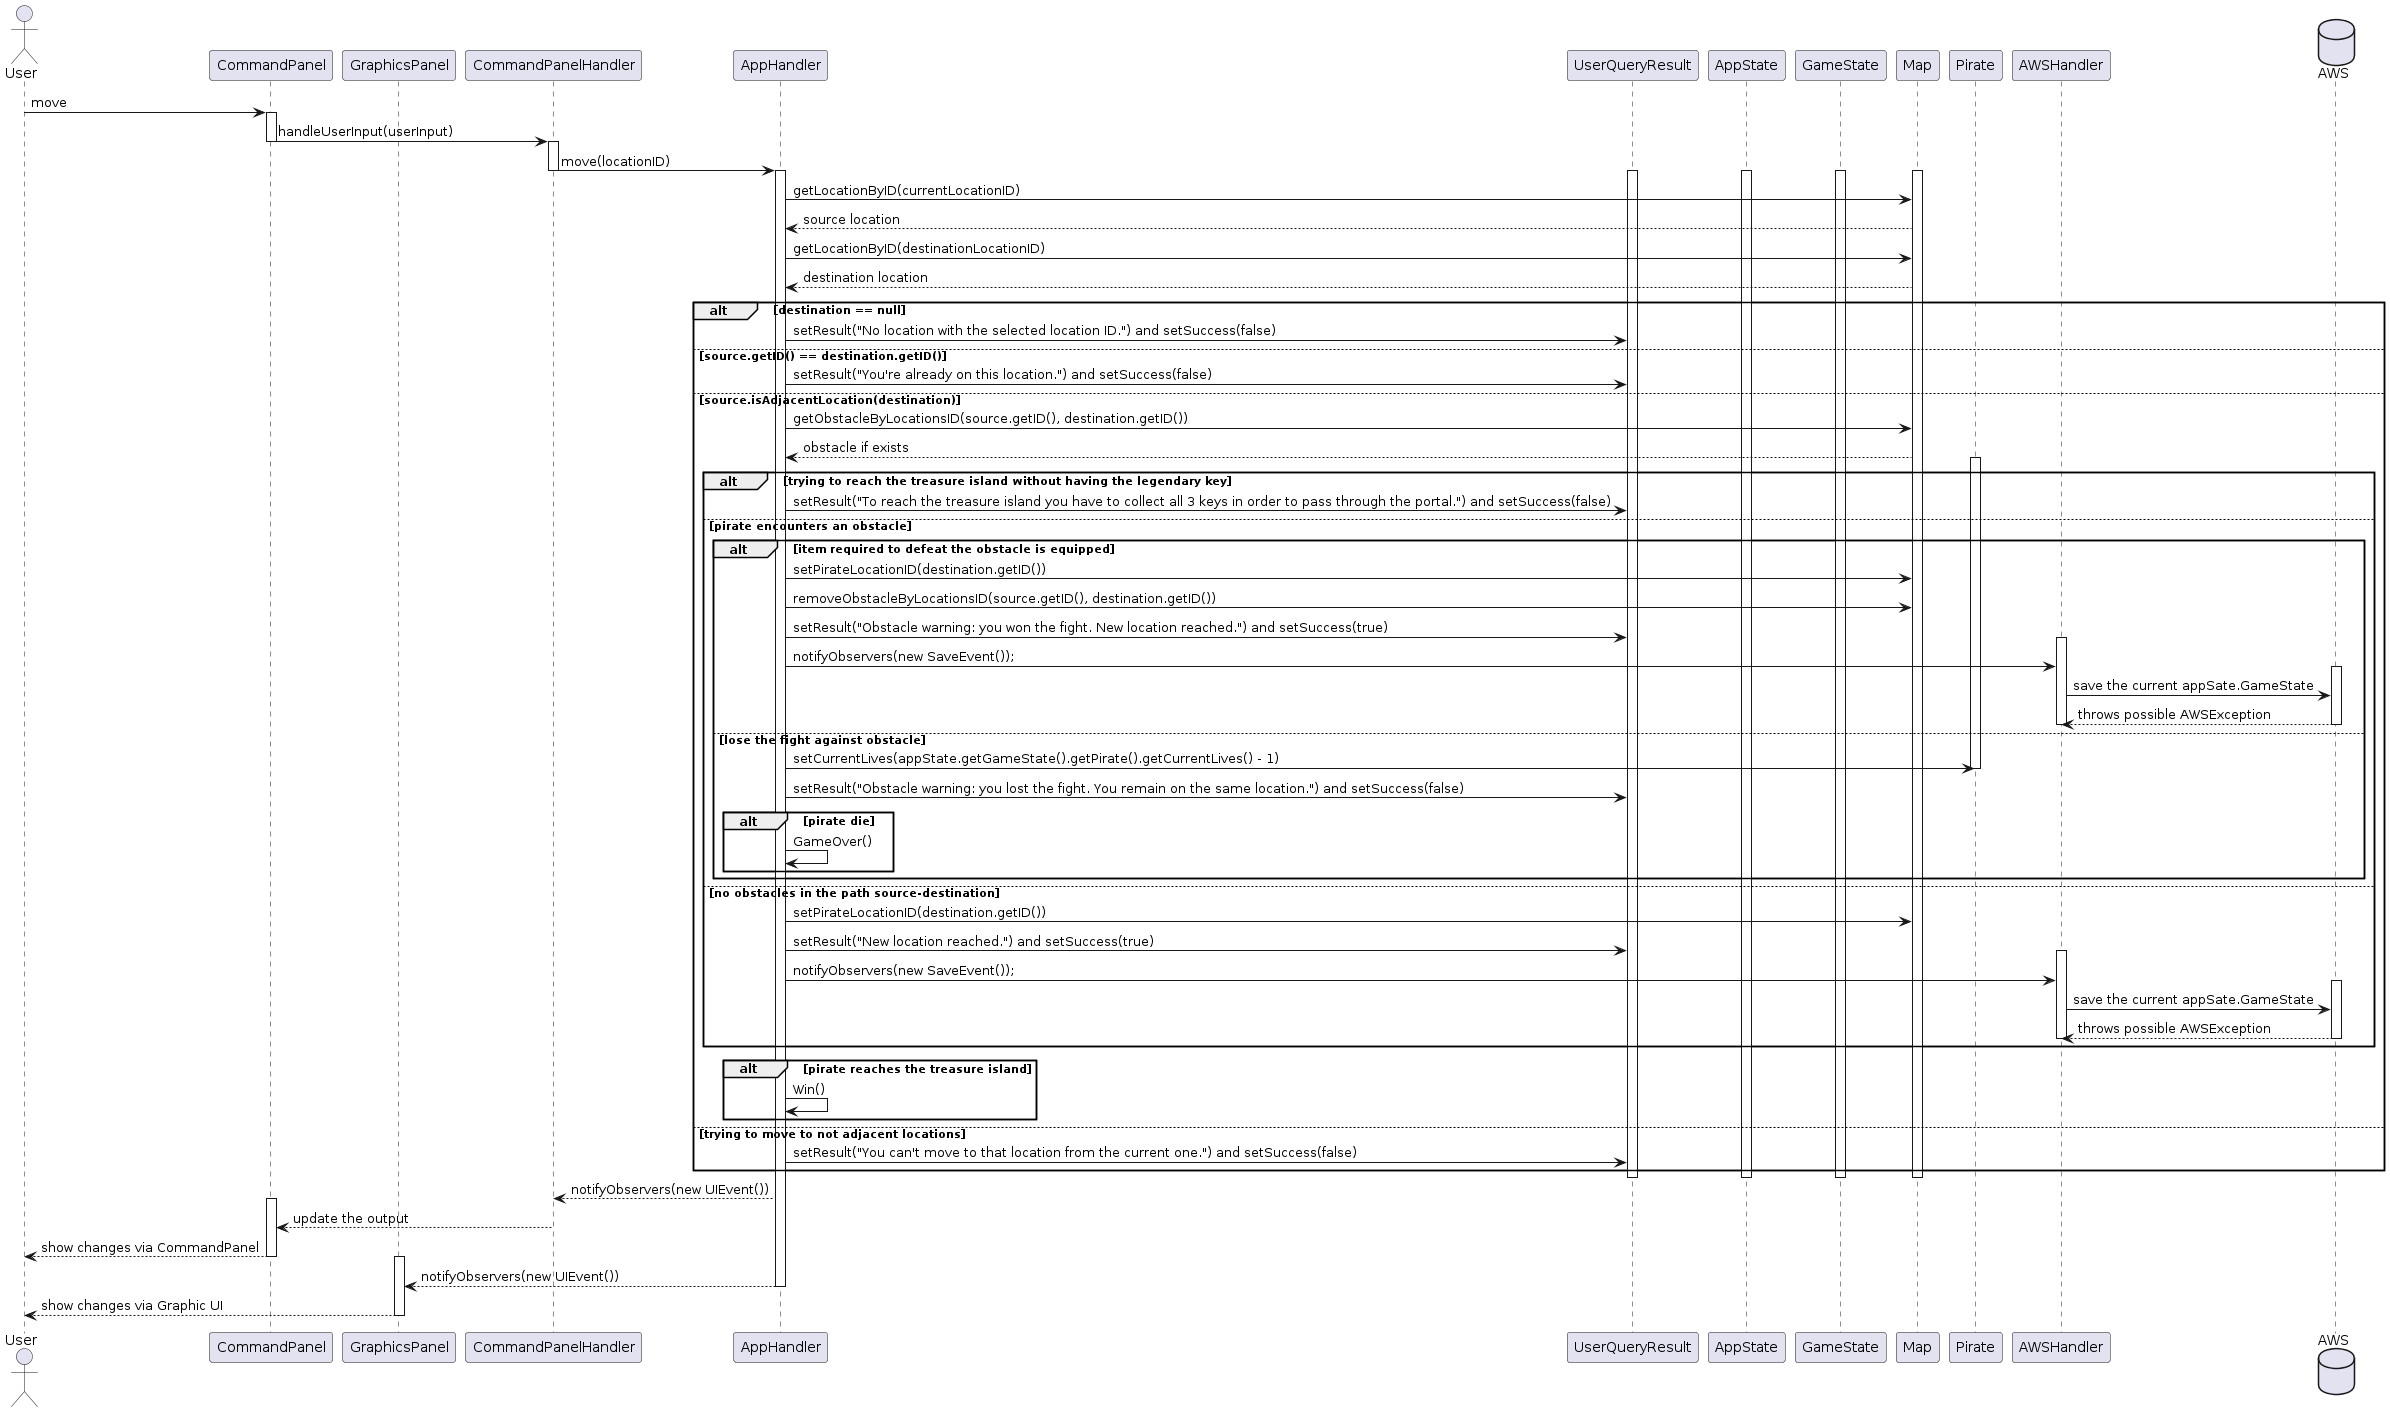 User
CommandPanel
GraphicsPanel
CommandPanelHandler
AppHandler
UserQueryResult
AppState
GameState
Map
Pirate
AWSHandler
AWS
move
handleUserInput(userInput)
move(locationID)
getLocationByID(currentLocationID)
source location
getLocationByID(destinationLocationID)
destination location
alt [destination == null]
setResult("No location with the selected location ID.") and setSuccess(false)
[source.getID() == destination.getID()]
setResult("You're already on this location.") and setSuccess(false)
[source.isAdjacentLocation(destination)]
getObstacleByLocationsID(source.getID(), destination.getID())
obstacle if exists
alt [trying to reach the treasure island without having the legendary key]
setResult("To reach the treasure island you have to collect all 3 keys in order to pass through the portal.") and setSuccess(false)
[pirate encounters an obstacle]
alt [item required to defeat the obstacle is equipped]
setPirateLocationID(destination.getID())
removeObstacleByLocationsID(source.getID(), destination.getID())
setResult("Obstacle warning: you won the fight. New location reached.") and setSuccess(true)
notifyObservers(new SaveEvent());
save the current appSate.GameState
throws possible AWSException
[lose the fight against obstacle]
setCurrentLives(appState.getGameState().getPirate().getCurrentLives() - 1)
setResult("Obstacle warning: you lost the fight. You remain on the same location.") and setSuccess(false)
alt [pirate die]
GameOver()
[no obstacles in the path source-destination]
setPirateLocationID(destination.getID())
setResult("New location reached.") and setSuccess(true)
notifyObservers(new SaveEvent());
save the current appSate.GameState
throws possible AWSException
alt [pirate reaches the treasure island]
Win()
[trying to move to not adjacent locations]
setResult("You can't move to that location from the current one.") and setSuccess(false)
notifyObservers(new UIEvent())
update the output
show changes via CommandPanel
notifyObservers(new UIEvent())
show changes via Graphic UI
User
CommandPanel
GraphicsPanel
CommandPanelHandler
AppHandler
UserQueryResult
AppState
GameState
Map
Pirate
AWSHandler
AWS